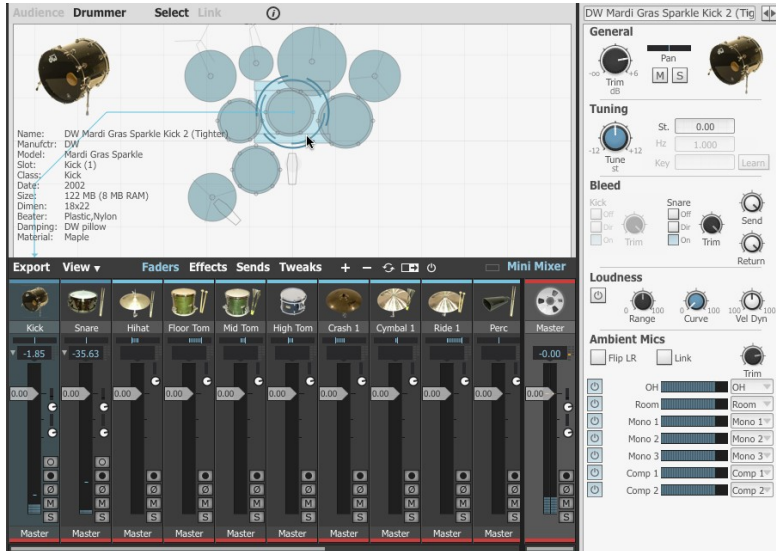 Audience Drummer Select Link i
Name: DW Mardi Gras Sparkle Kick 2 (Tighter)
Manufctr: DW
Model: Mardi Gras Sparkle
Slot: Kick (1)
Class: Kick
Date: 2002
Size: 122 MB (8 MB RAM)
Dimen: 18x22
Beater: Plastic,Nylon
Damping: DW pillow
Material: Maple
Export View Faders Effects Sends Tweaks + − Mini Mixer
Kick Snare Hihat Floor Tom Mid Tom High Tom Crash 1 Cymbal 1 Ride 1 Perc Master
-1.85 -35.63 -0.00
0.00 0.00 0.00 0.00 0.00 0.00 0.00 0.00 0.00 0.00 0.00
Ø Ø Ø Ø Ø Ø Ø Ø Ø Ø
M M M M M M M M M M M
S S S S S S S S S S S
Master Master Master Master Master Master Master Master Master Master Master
DW Mardi Gras Sparkle Kick 2 (Tig
General
-∞ +6
Trim
dB
Pan
M S
Tuning
-12 +12
Tune
st
St. 0.00
Hz 1.000
Key Learn
Bleed
Kick
Off
Dir
On
Trim
Snare
Off
Dir
On
Trim
Send
Return
Loudness
0 100 0 100 0 100
Range Curve Vel Dyn
Ambient Mics
Flip LR Link
Trim
OH OH
Room Room
Mono 1 Mono 1
Mono 2 Mono 2
Mono 3 Mono 3
Comp 1 Comp 1
Comp 2 Comp 2